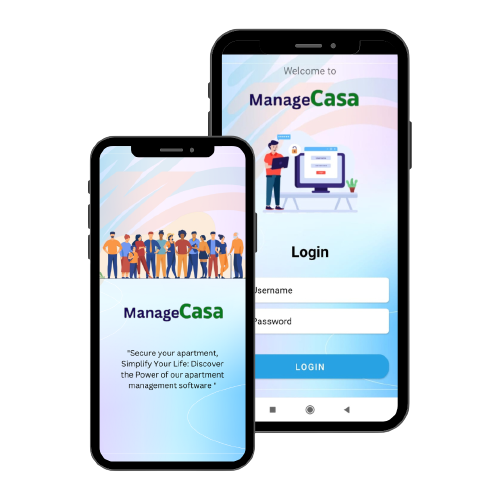 Welcome to
ManageCasa
Login
Username
Password
LOGIN
ManageCasa
"Secure your apartment,
Simplify Your Life: Discover
the Power of our apartment
management software "